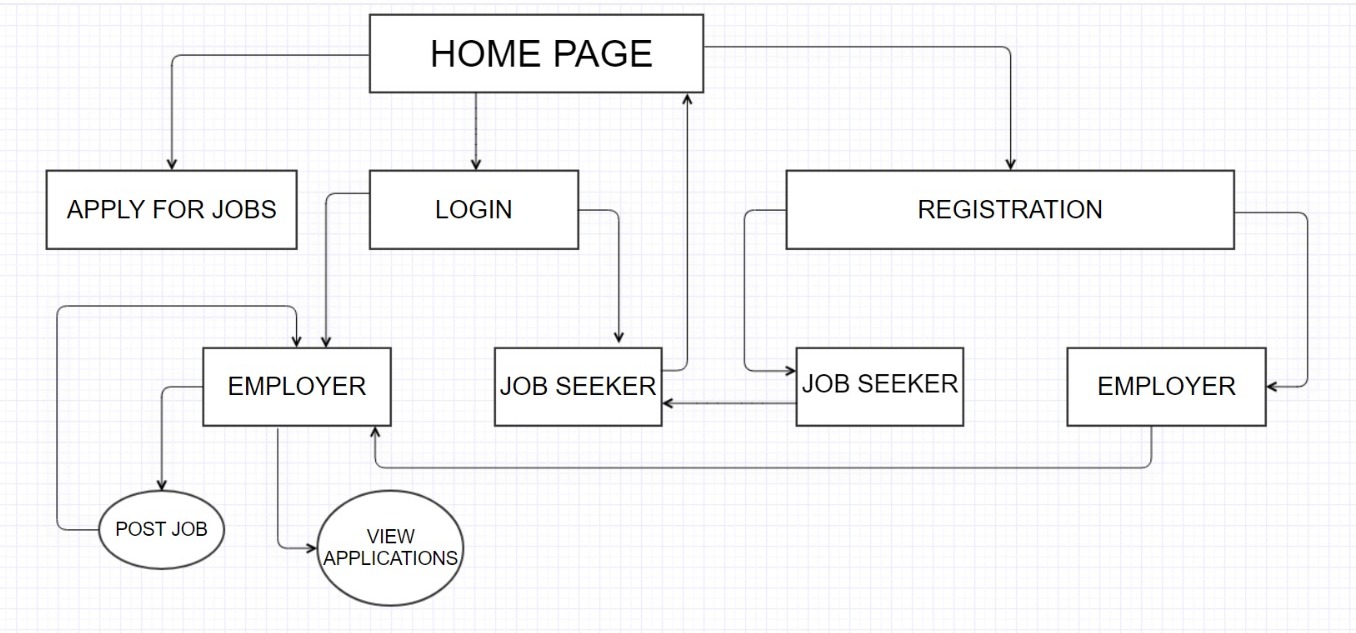 HOME PAGE
APPLY FOR JOBS
LOGIN
REGISTRATION
EMPLOYER
JOB SEEKER
JOB SEEKER
EMPLOYER
POST JOB
VIEW
APPLICATIONS